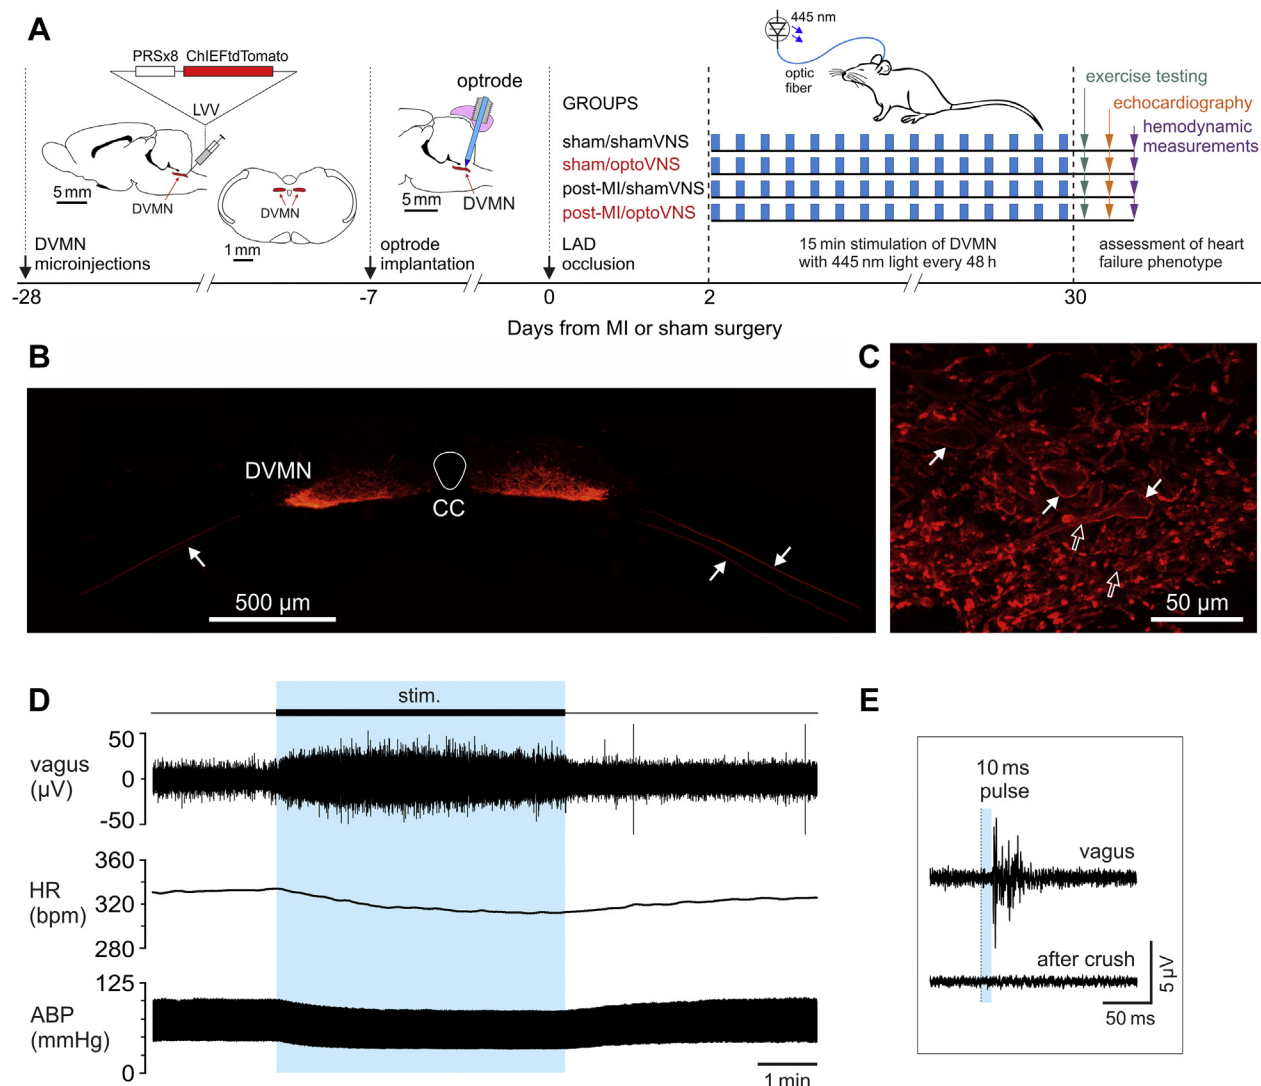 A
PRSx8 ChIEFtdTomato
LVV
5 mm
DVMN
DVMN
1 mm
DVMN
microinjections
optrode
5 mm
DVMN
optrode
implantation
LAD
occlusion
GROUPS
sham/shamVNS
sham/optoVNS
post-MI/shamVNS
post-MI/optoVNS
445 nm
optic
fiber
15 min stimulation of DVMN
with 445 nm light every 48 h
exercise testing
echocardiography
hemodynamic
measurements
assessment of heart
failure phenotype
-28 -7 0 2 30
Days from MI or sham surgery
B
DVMN
CC
500 µm
C
50 µm
D
stim.
vagus
(µV)
50
0
-50
HR
(bpm)
360
320
280
ABP
(mmHg)
125
0
1 min
E
10 ms
pulse
vagus
after crush
5 µV
50 ms